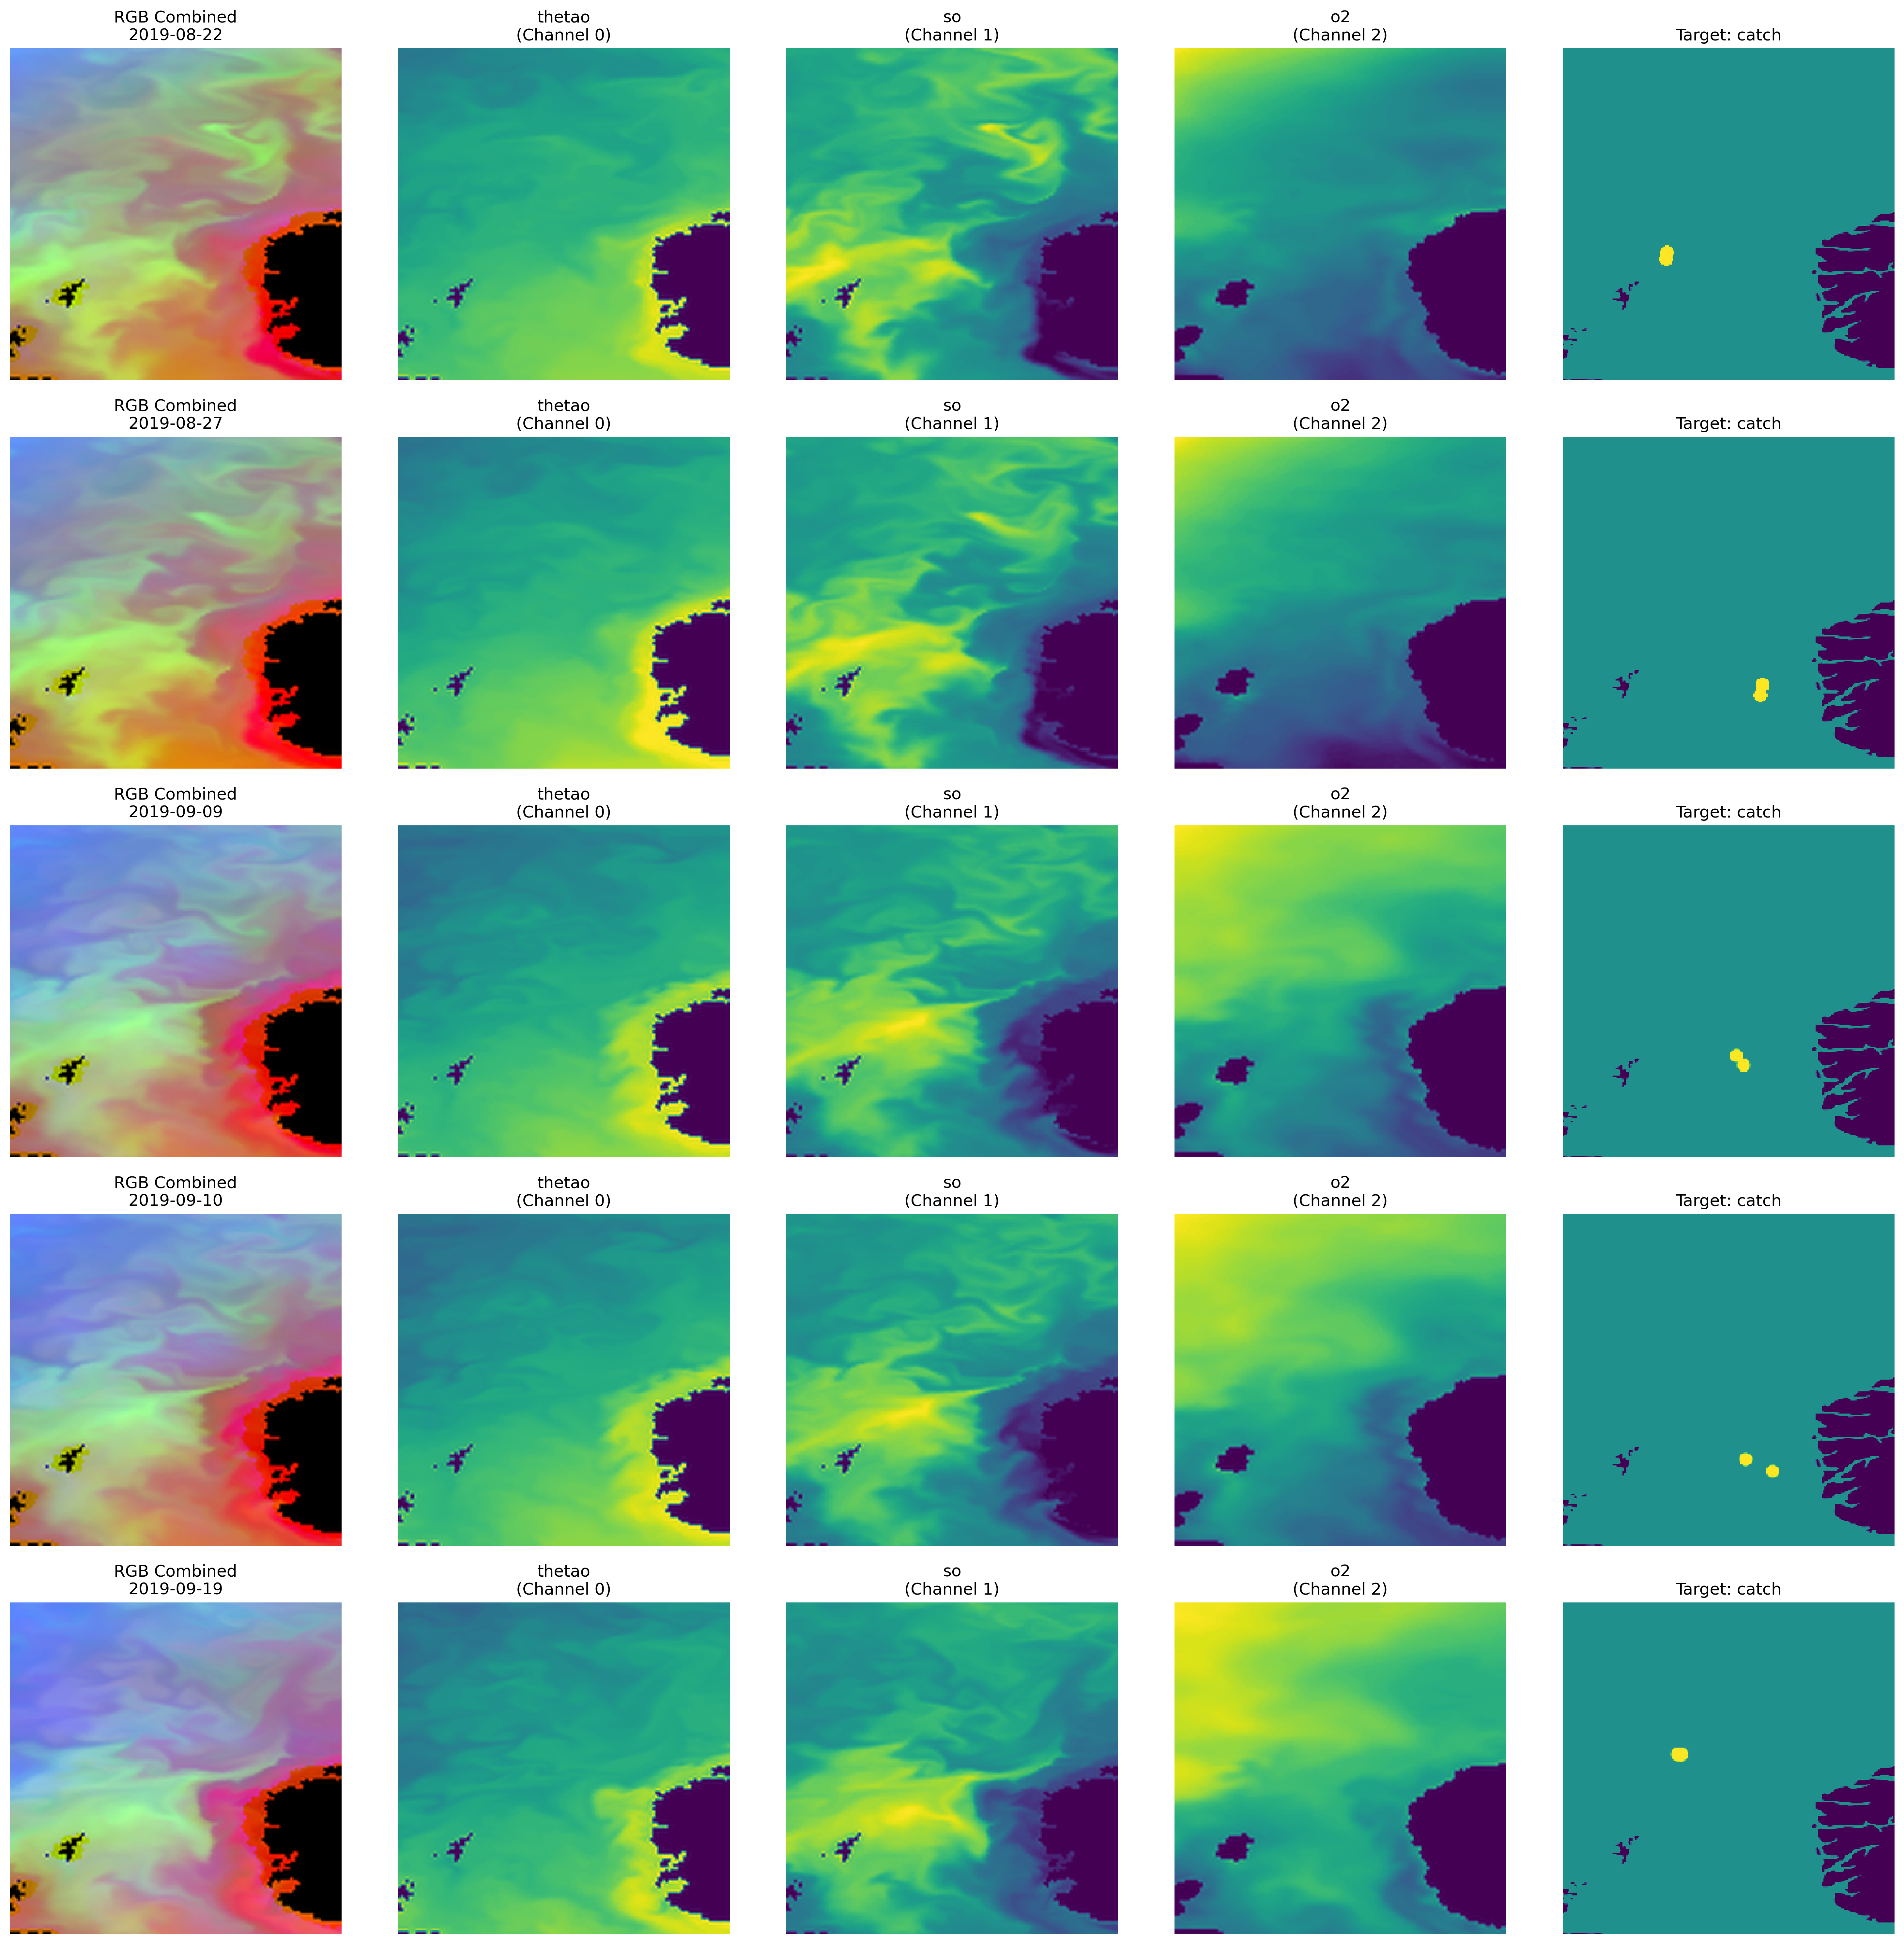 RGB Combined
2019-08-22
thetao
(Channel 0)
so
(Channel 1)
o2
(Channel 2)
Target: catch
RGB Combined
2019-08-27
thetao
(Channel 0)
so
(Channel 1)
o2
(Channel 2)
Target: catch
RGB Combined
2019-09-09
thetao
(Channel 0)
so
(Channel 1)
o2
(Channel 2)
Target: catch
RGB Combined
2019-09-10
thetao
(Channel 0)
so
(Channel 1)
o2
(Channel 2)
Target: catch
RGB Combined
2019-09-19
thetao
(Channel 0)
so
(Channel 1)
o2
(Channel 2)
Target: catch